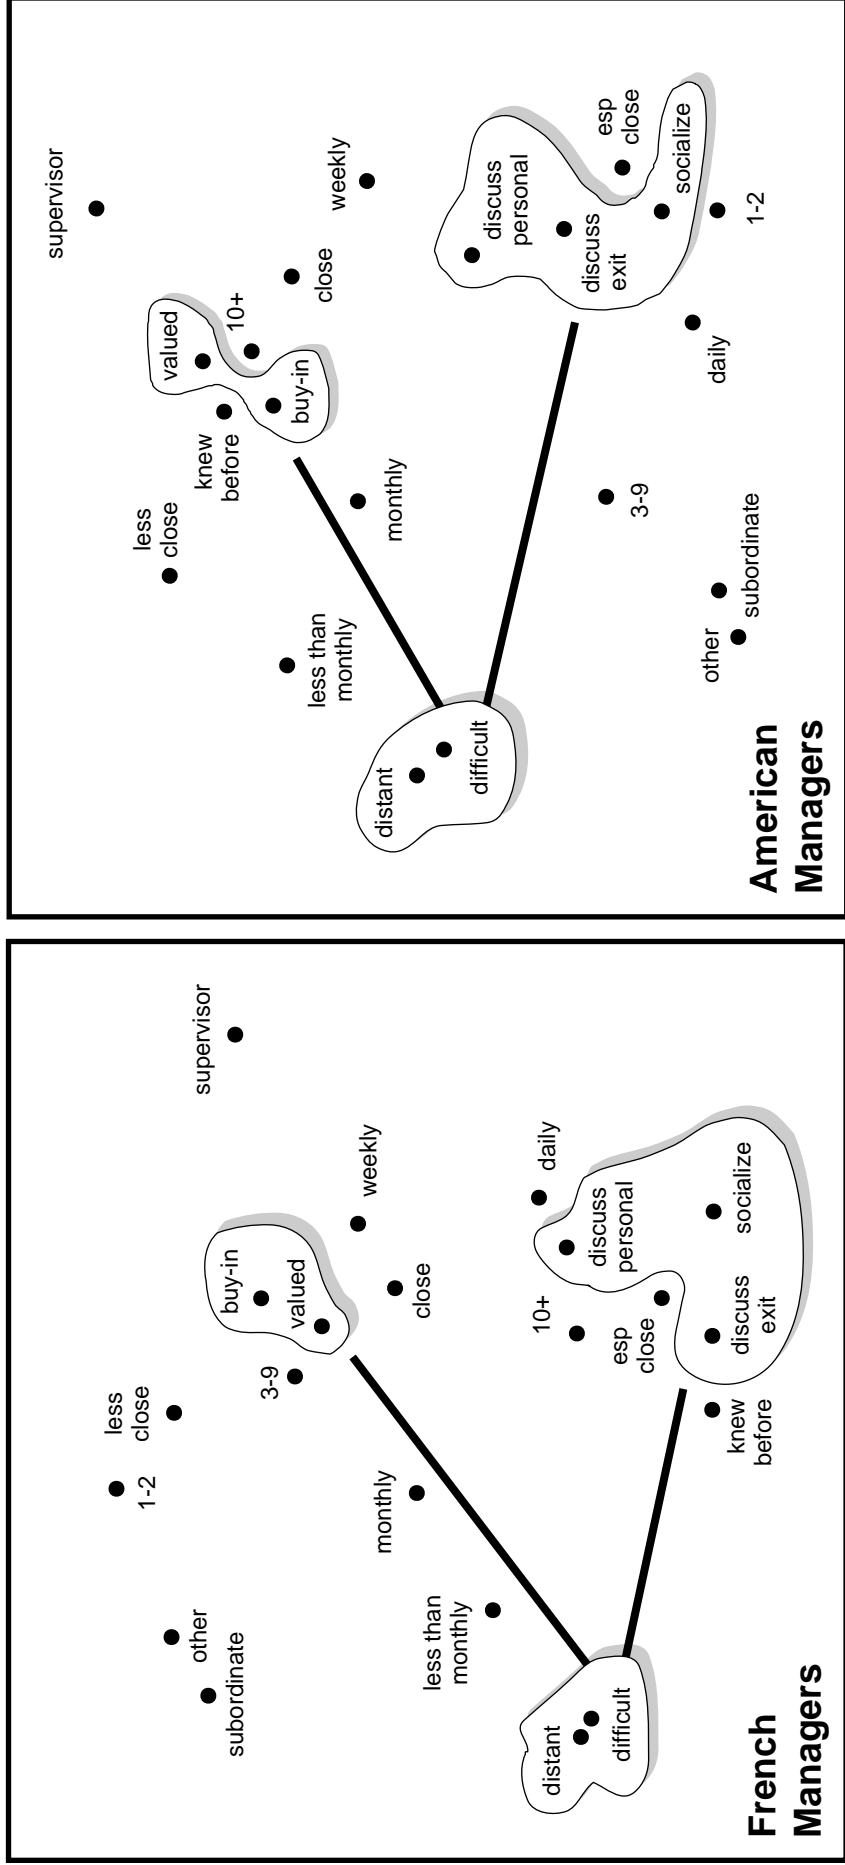 supervisor
less
close
1-2
buy-in
valued
3-9
weekly
close
other
subordinate
monthly
less than
monthly
daily
discuss
personal
10+
esp
close
socialize
discuss
exit
knew
before
distant
difficult
French
Managers
supervisor
less
close
valued
10+
knew
before
buy-in
close
weekly
less than
monthly
monthly
discuss
personal
esp
close
discuss
exit
socialize
1-2
daily
3-9
distant
difficult
other
subordinate
American
Managers